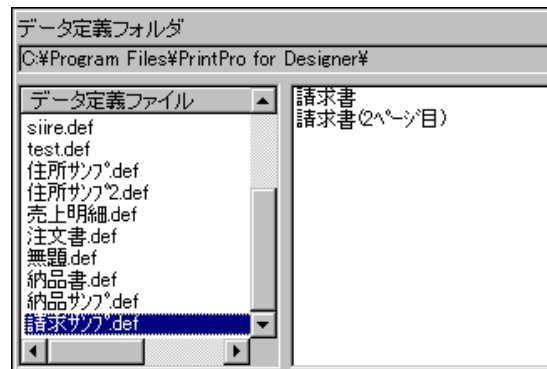 データ定義フォルダ
C:¥Program Files¥PrintPro for Designer¥
データ定義ファイル
siire.def
test.def
住所ｻﾝﾌﾟ.def
住所ｻﾝﾌﾟ2.def
売上明細.def
注文書.def
無題.def
納品書.def
納品ｻﾝﾌﾟ.def
請求ｻﾝﾌﾟ.def
請求書
請求書(2ﾍﾟｰｼﾞ目)